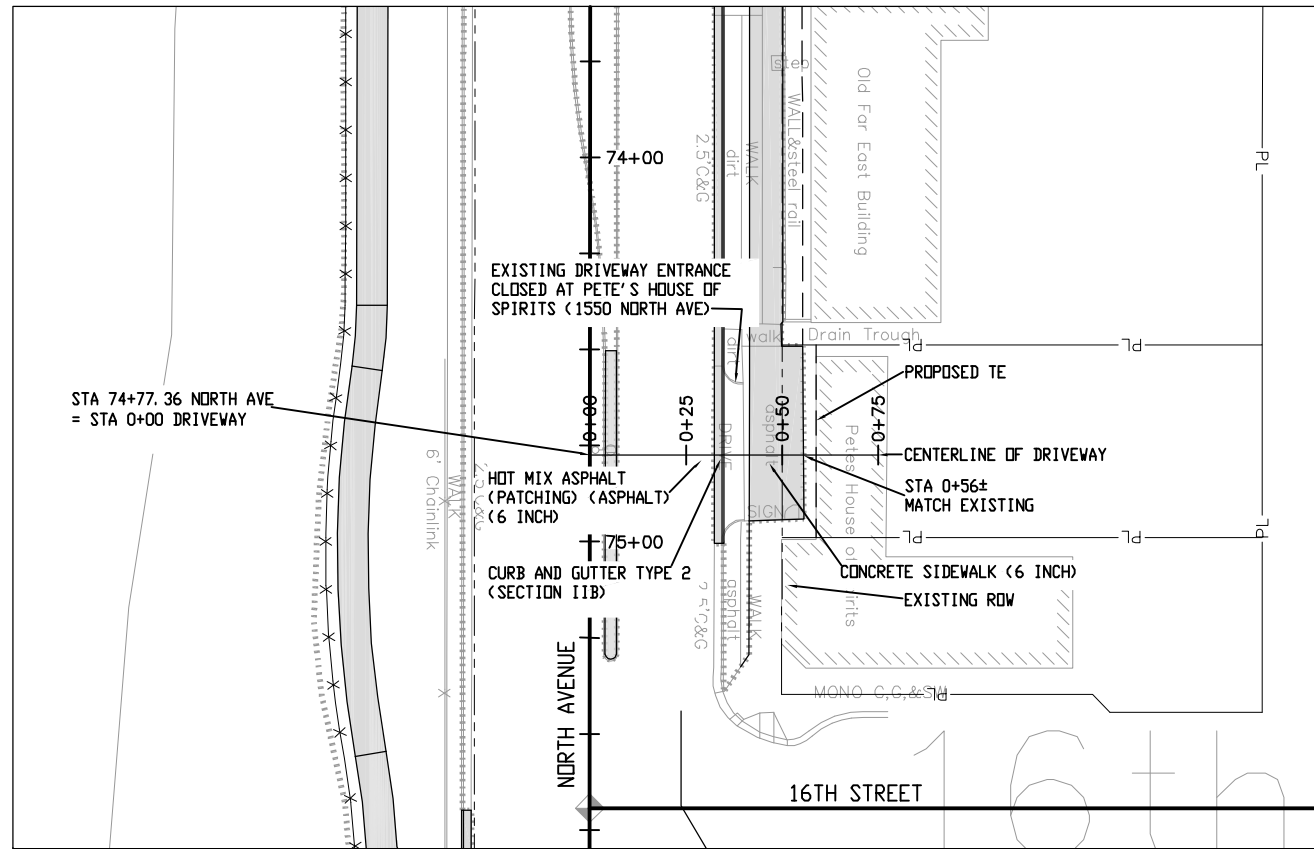 step
Old Far East Building
WALL&steel rail
WALK
dirt
2.5'C&G
74+00
EXISTING DRIVEWAY ENTRANCE
CLOSED AT PETE'S HOUSE OF
SPIRITS (1550 NORTH AVE)
walk
Drain Trough
dirt
PL
PL
PL
PROPOSED TE
STA 74+77.36 NORTH AVE
= STA 0+00 DRIVEWAY
0+00
0+25
0+50
0+75
DRIVE
asphalt
Petes House of
CENTERLINE OF DRIVEWAY
STA 0+56±
MATCH EXISTING
6' Chainlink
WALK
HOT MIX ASPHALT
(PATCHING) (ASPHALT)
(6 INCH)
SIGN
75+00
PL
PL
PL
CURB AND GUTTER TYPE 2
(SECTION IIB)
CONCRETE SIDEWALK (6 INCH)
EXISTING ROW
2.5'C&G
asphalt
WALK
NORTH AVENUE
MONO C,G,&SW
PL
16TH STREET
16th